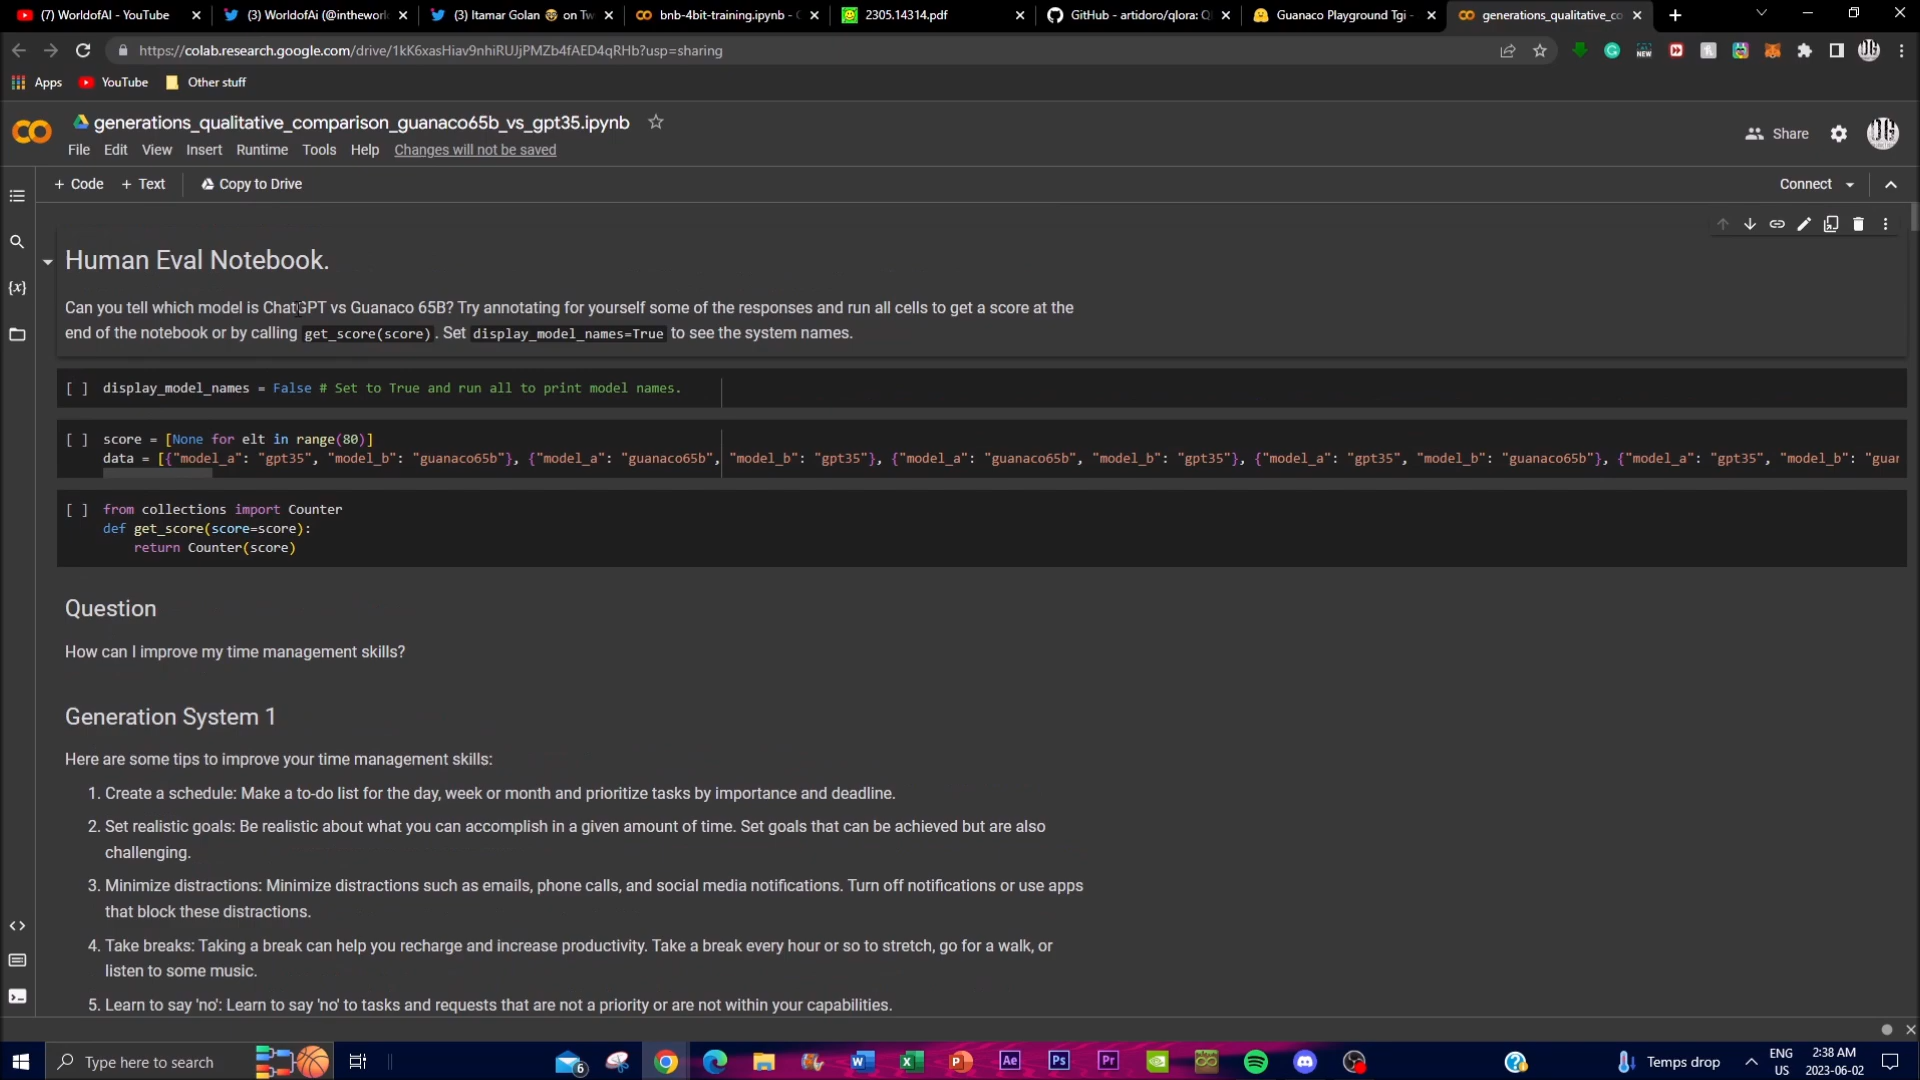 (7) WorldofAI - YouTube
(3) WorldofAi (@intheworl
(3) Itamar Golan 🤓 on Tw
bnb-4bit-training.ipynb - C
2305.14314.pdf
GitHub - artidoro/qlora: Q
Guanaco Playground Tgi -
generations_qualitative_co
https://colab.research.google.com/drive/1kK6xasHiav9nhiRUJjPMZb4fAED4qRHb?usp=sharing
Apps
YouTube
Other stuff
generations_qualitative_comparison_guanaco65b_vs_gpt35.ipynb
Share
File Edit View Insert Runtime Tools Help Changes will not be saved
+ Code + Text Copy to Drive
Connect
Human Eval Notebook.
Can you tell which model is ChatGPT vs Guanaco 65B? Try annotating for yourself some of the responses and run all cells to get a score at the
end of the notebook or by calling get_score(score) . Set display_model_names=True to see the system names.
[ ] display_model_names = False # Set to True and run all to print model names.
[ ] score = [None for elt in range(80)]
data = [{"model_a": "gpt35", "model_b": "guanaco65b"}, {"model_a": "guanaco65b", "model_b": "gpt35"}, {"model_a": "guanaco65b", "model_b": "gpt35"}, {"model_a": "gpt35", "model_b": "guanaco65b"}, {"model_a": "gpt35", "model_b": "guar
[ ] from collections import Counter
def get_score(score=score):
return Counter(score)
Question
How can I improve my time management skills?
Generation System 1
Here are some tips to improve your time management skills:
1. Create a schedule: Make a to-do list for the day, week or month and prioritize tasks by importance and deadline.
2. Set realistic goals: Be realistic about what you can accomplish in a given amount of time. Set goals that can be achieved but are also
challenging.
3. Minimize distractions: Minimize distractions such as emails, phone calls, and social media notifications. Turn off notifications or use apps
that block these distractions.
4. Take breaks: Taking a break can help you recharge and increase productivity. Take a break every hour or so to stretch, go for a walk, or
listen to some music.
5. Learn to say 'no': Learn to say 'no' to tasks and requests that are not a priority or are not within your capabilities.
Type here to search
Temps drop
ENG
US
2:38 AM
2023-06-02